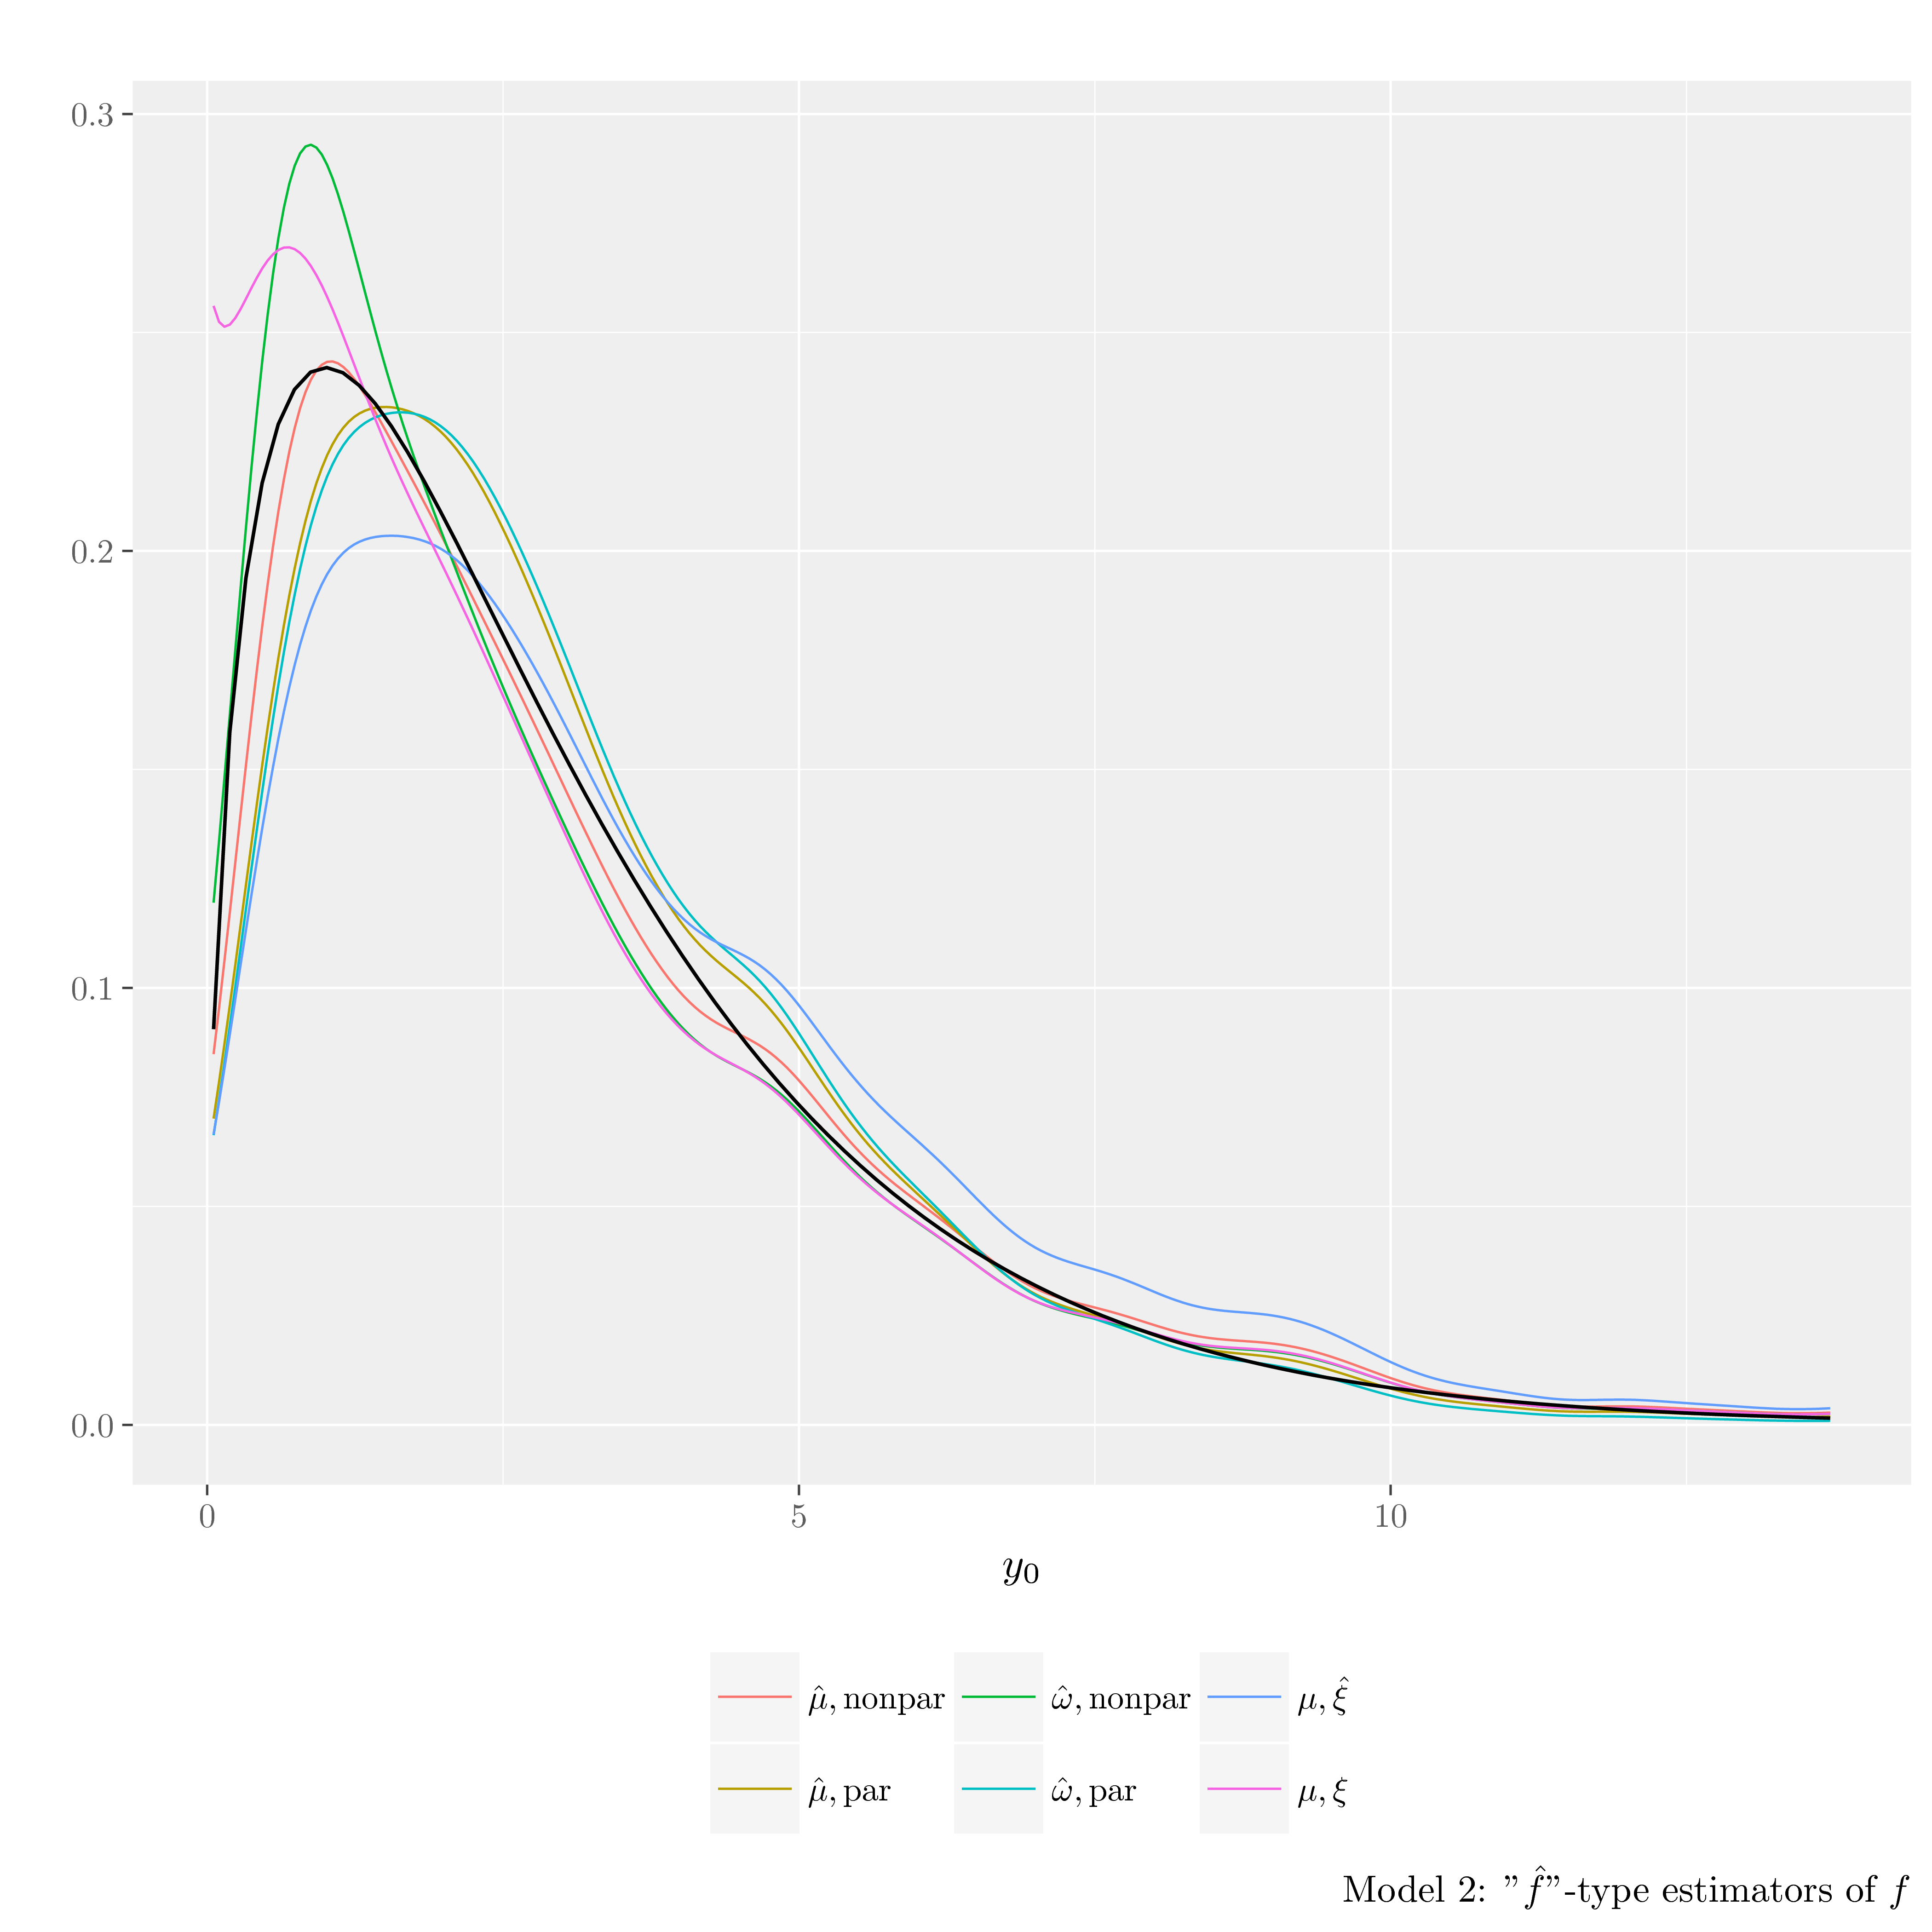 0.3
0.2
0.1
0.0
0 5 10
y₀
μ̂, nonpar ω̂, nonpar μ, ξ̂
μ̂, par ω̂, par μ, ξ
Model 2: ”f̂”-type estimators of f